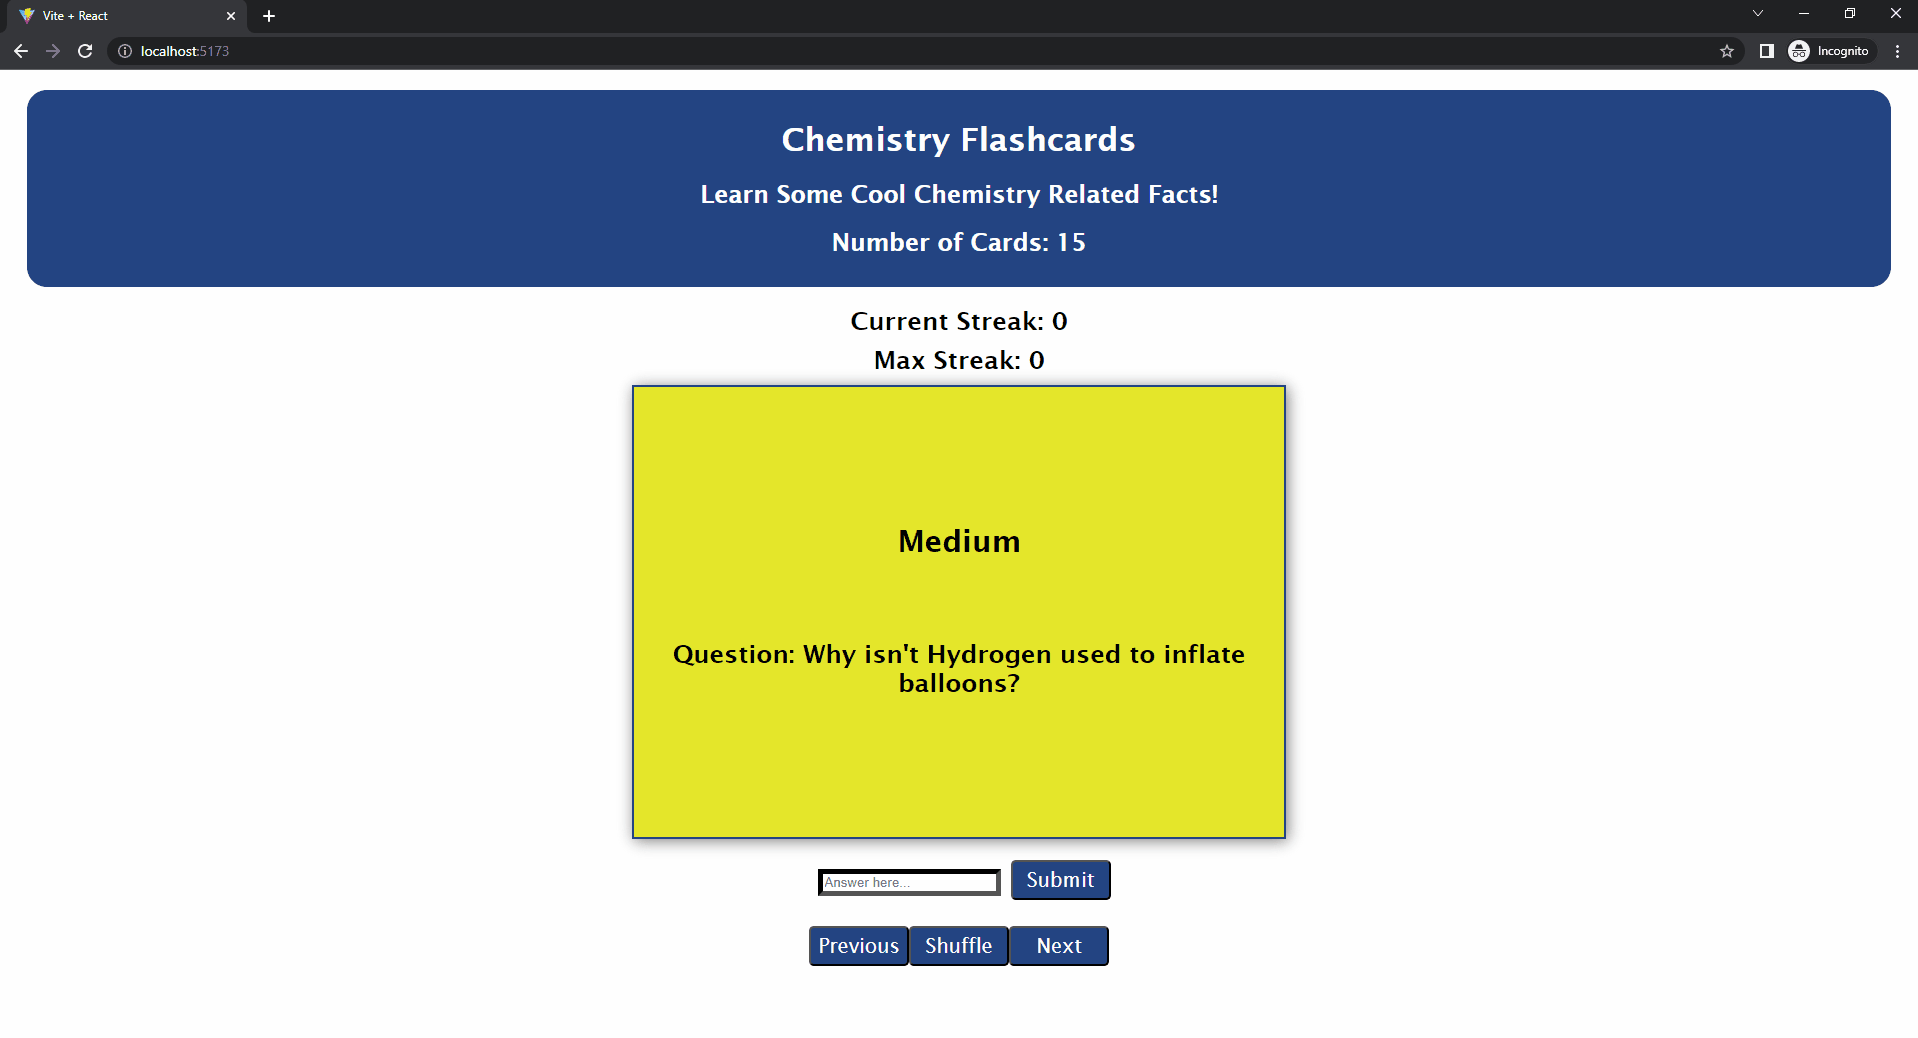 Vite + React
localhost:5173
Incognito
Chemistry Flashcards
Learn Some Cool Chemistry Related Facts!
Number of Cards: 15
Current Streak: 0
Max Streak: 0
Medium
Question: Why isn't Hydrogen used to inflate
balloons?
Answer here...
Submit
Previous
Shuffle
Next